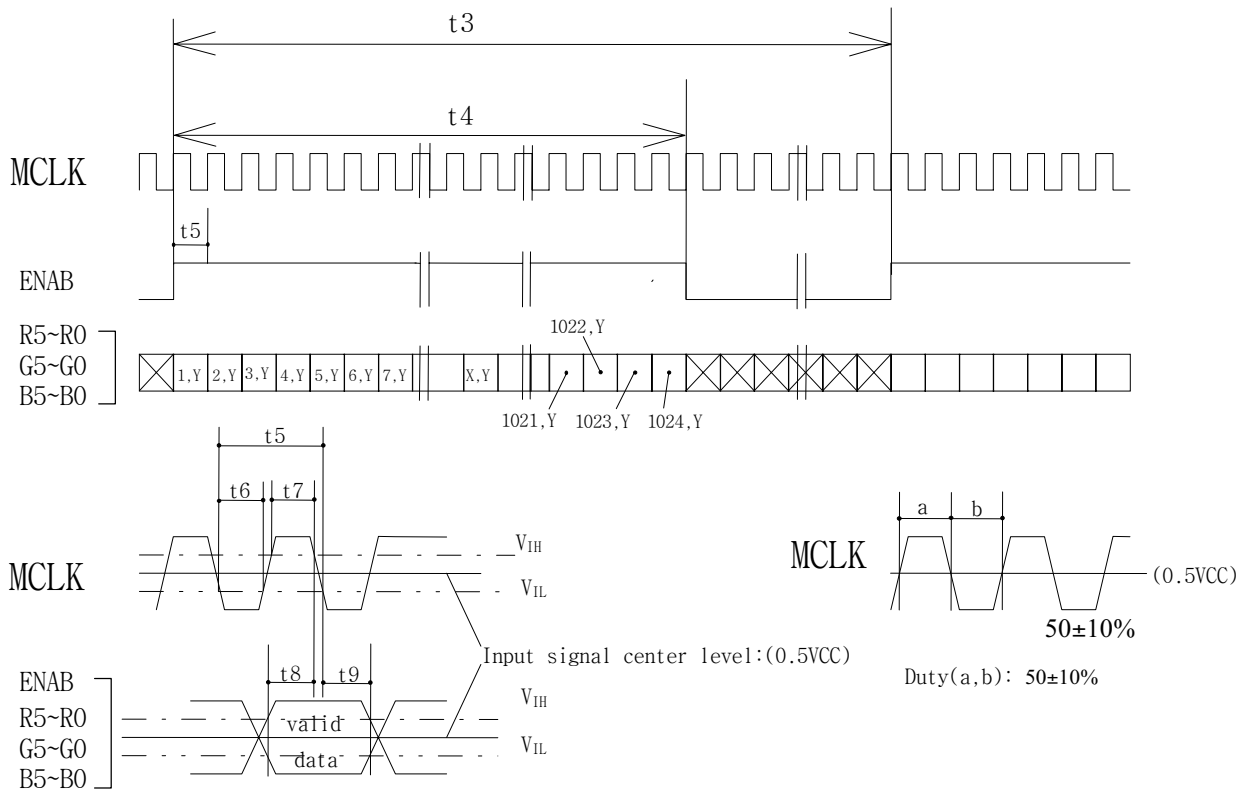 t3
t4
MCLK
t5
ENAB
R5~R0
G5~G0
B5~B0
1022,Y
1,Y 2,Y 3,Y 4,Y 5,Y 6,Y 7,Y X,Y
1021,Y 1023,Y 1024,Y
t5
t6 t7
VIH
MCLK
VIL
a b
MCLK
(0.5VCC)
50±10%
Input signal center level:(0.5VCC)
Duty(a,b): 50±10%
t8 t9
ENAB
R5~R0
G5~G0
B5~B0
VIH
valid
VIL
data